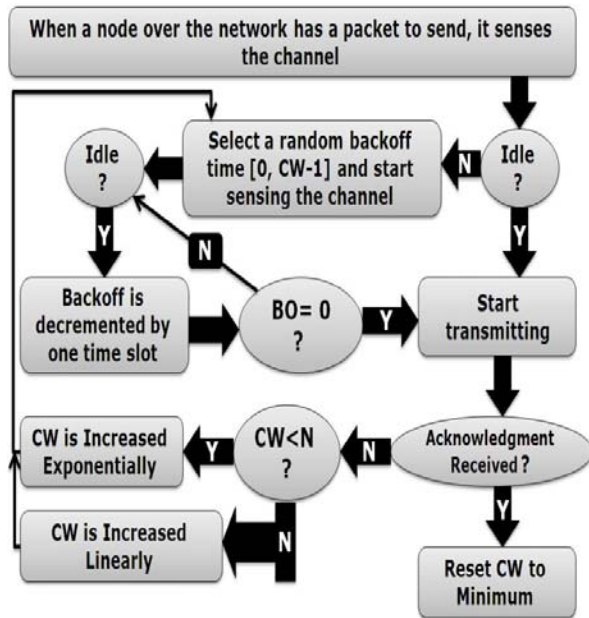 When a node over the network has a packet to send, it senses
the channel
Idle
?
Select a random backoff
time [0, CW-1] and start
sensing the channel
N
Idle
?
Y
N
Y
Backoff is
decremented by
one time slot
BO= 0
?
Y
Start
transmitting
CW is Increased
Exponentially
Y
CW<N
?
N
Acknowledgment
Received ?
CW is Increased
Linearly
N
Y
Reset CW to
Minimum